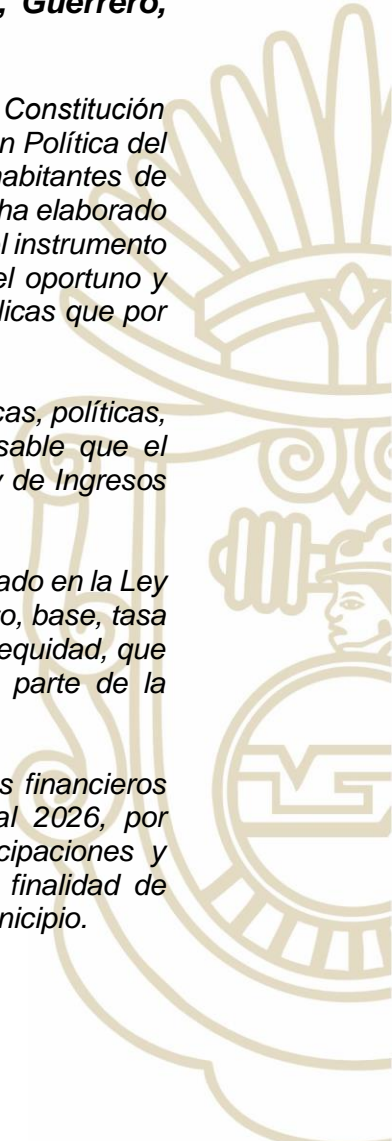 , Guerrero,
Constitución
n Política del
habitantes de
ha elaborado
l instrumento
el oportuno y
licas que por
cas, políticas,
sable que el
y de Ingresos
ado en la Ley
o, base, tasa
equidad, que
parte de la
s financieros
al 2026, por
cipaciones y
finalidad de
nicipio.